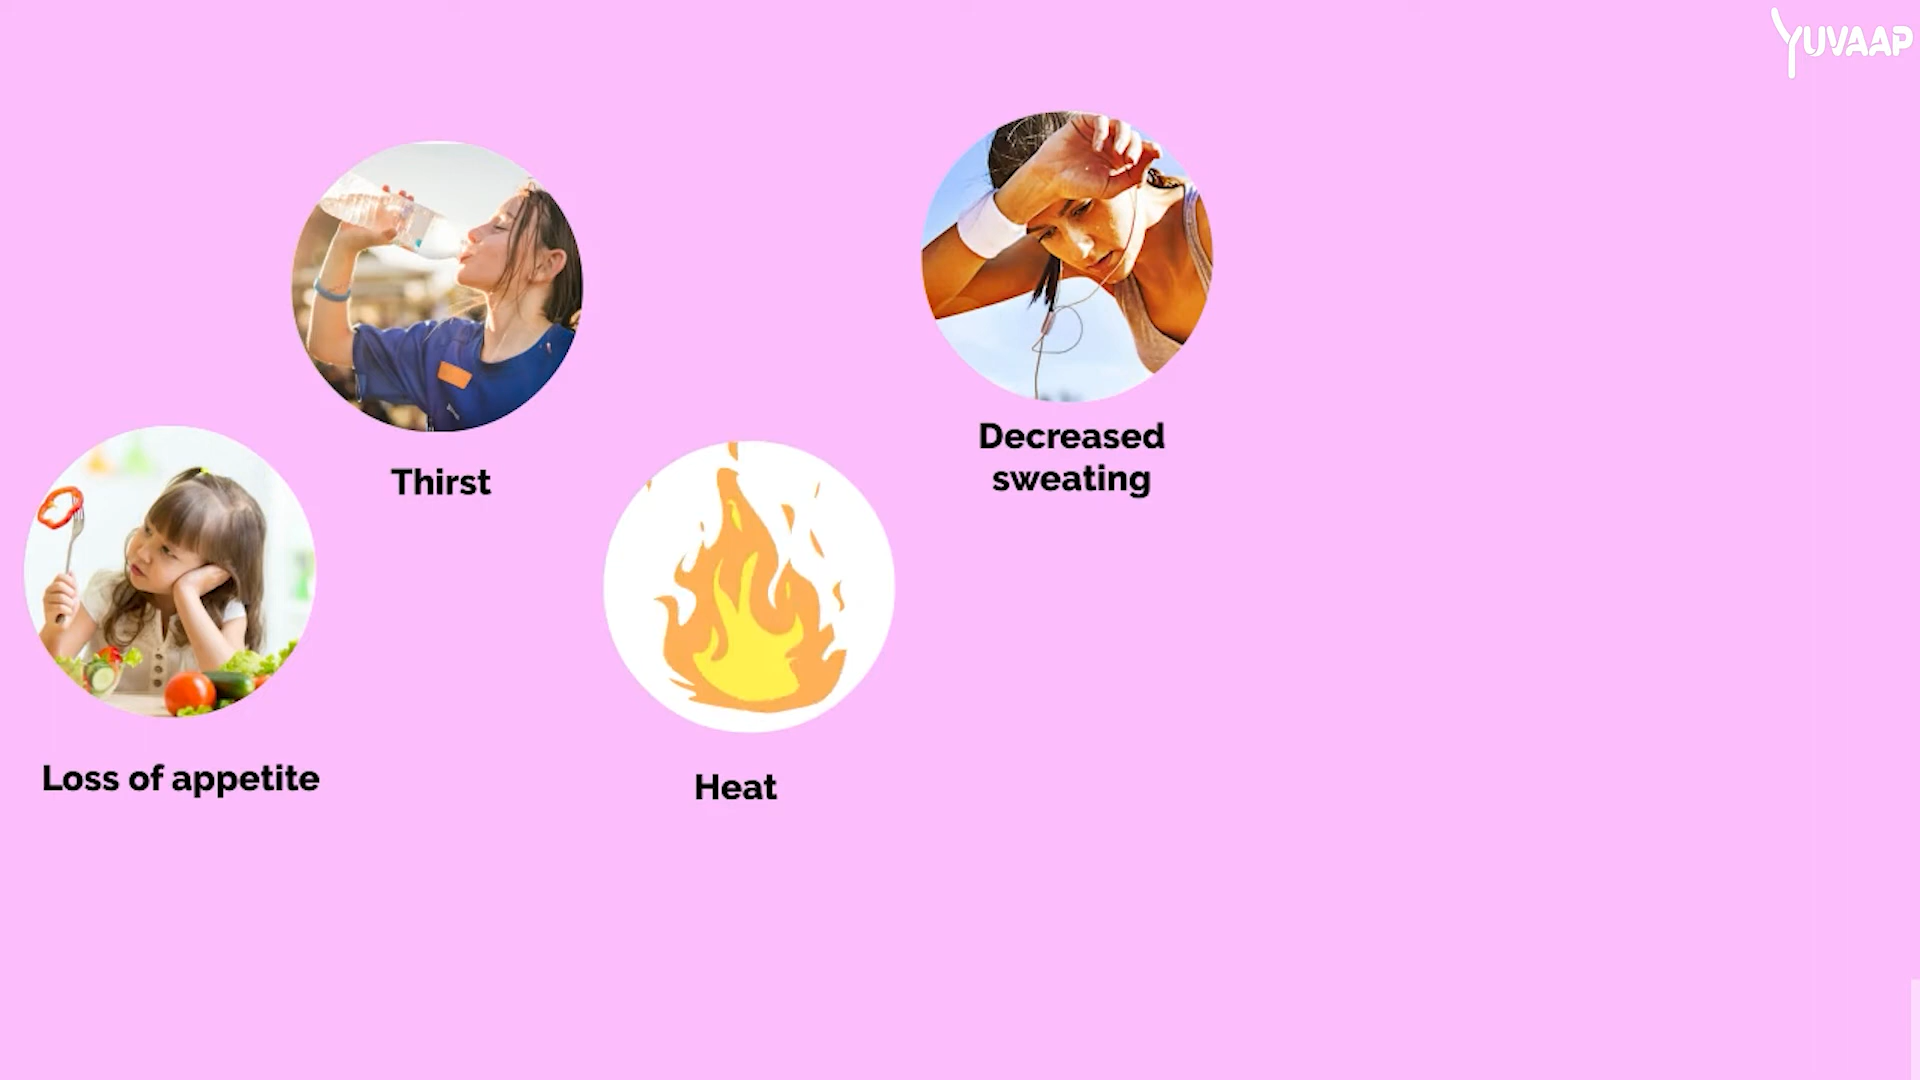 YUVAAP
Thirst
Decreased
sweating
Loss of appetite
Heat